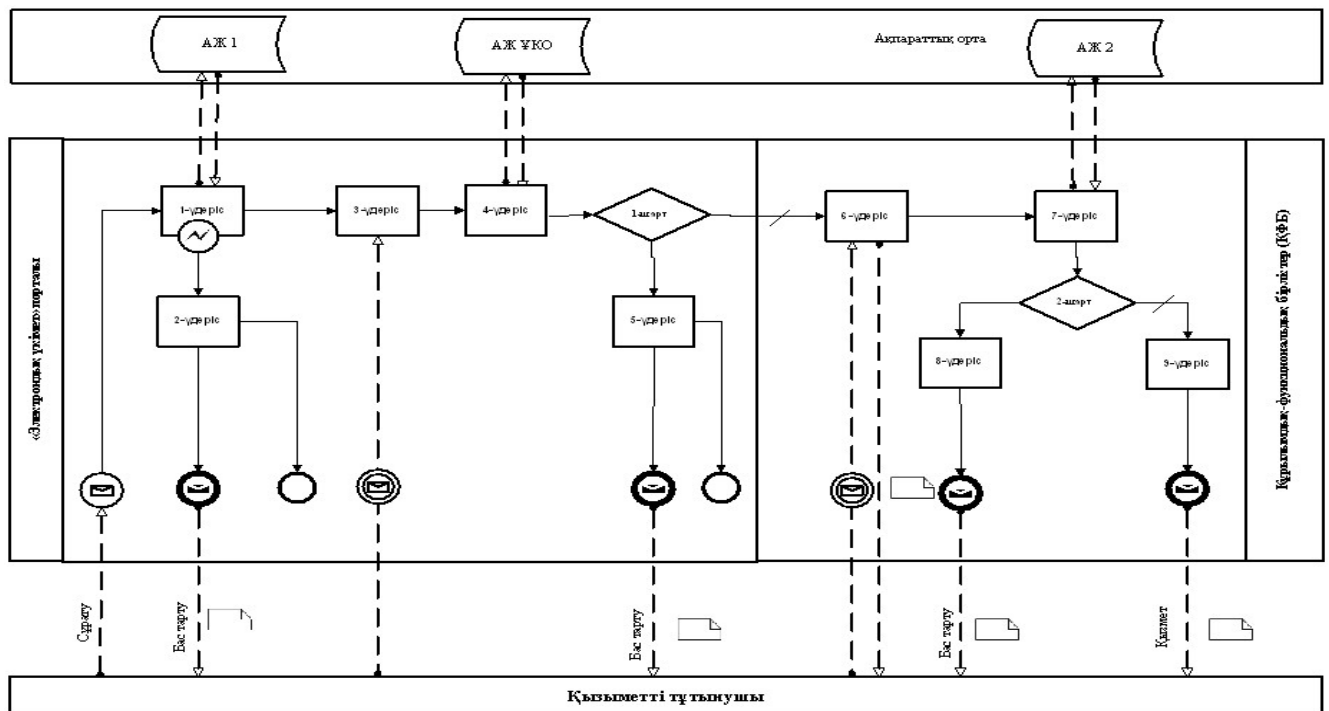 АЖ 1
АЖ ҰКО
Ақпараттық орта
АЖ 2
«Электрондық үкімет» порталы
1-үдеріс
3-үдеріс
4-үдеріс
1-шарт
6-үдеріс
7-үдеріс
2-үдеріс
5-үдеріс
2-шарт
8-үдеріс
9-үдеріс
Құрылымдық-функционалдық бірліктер (ҚФБ)
Сұрату
Бас тарту
Бас тарту
Бас тарту
Қызмет
Қызыметті тұтынушы